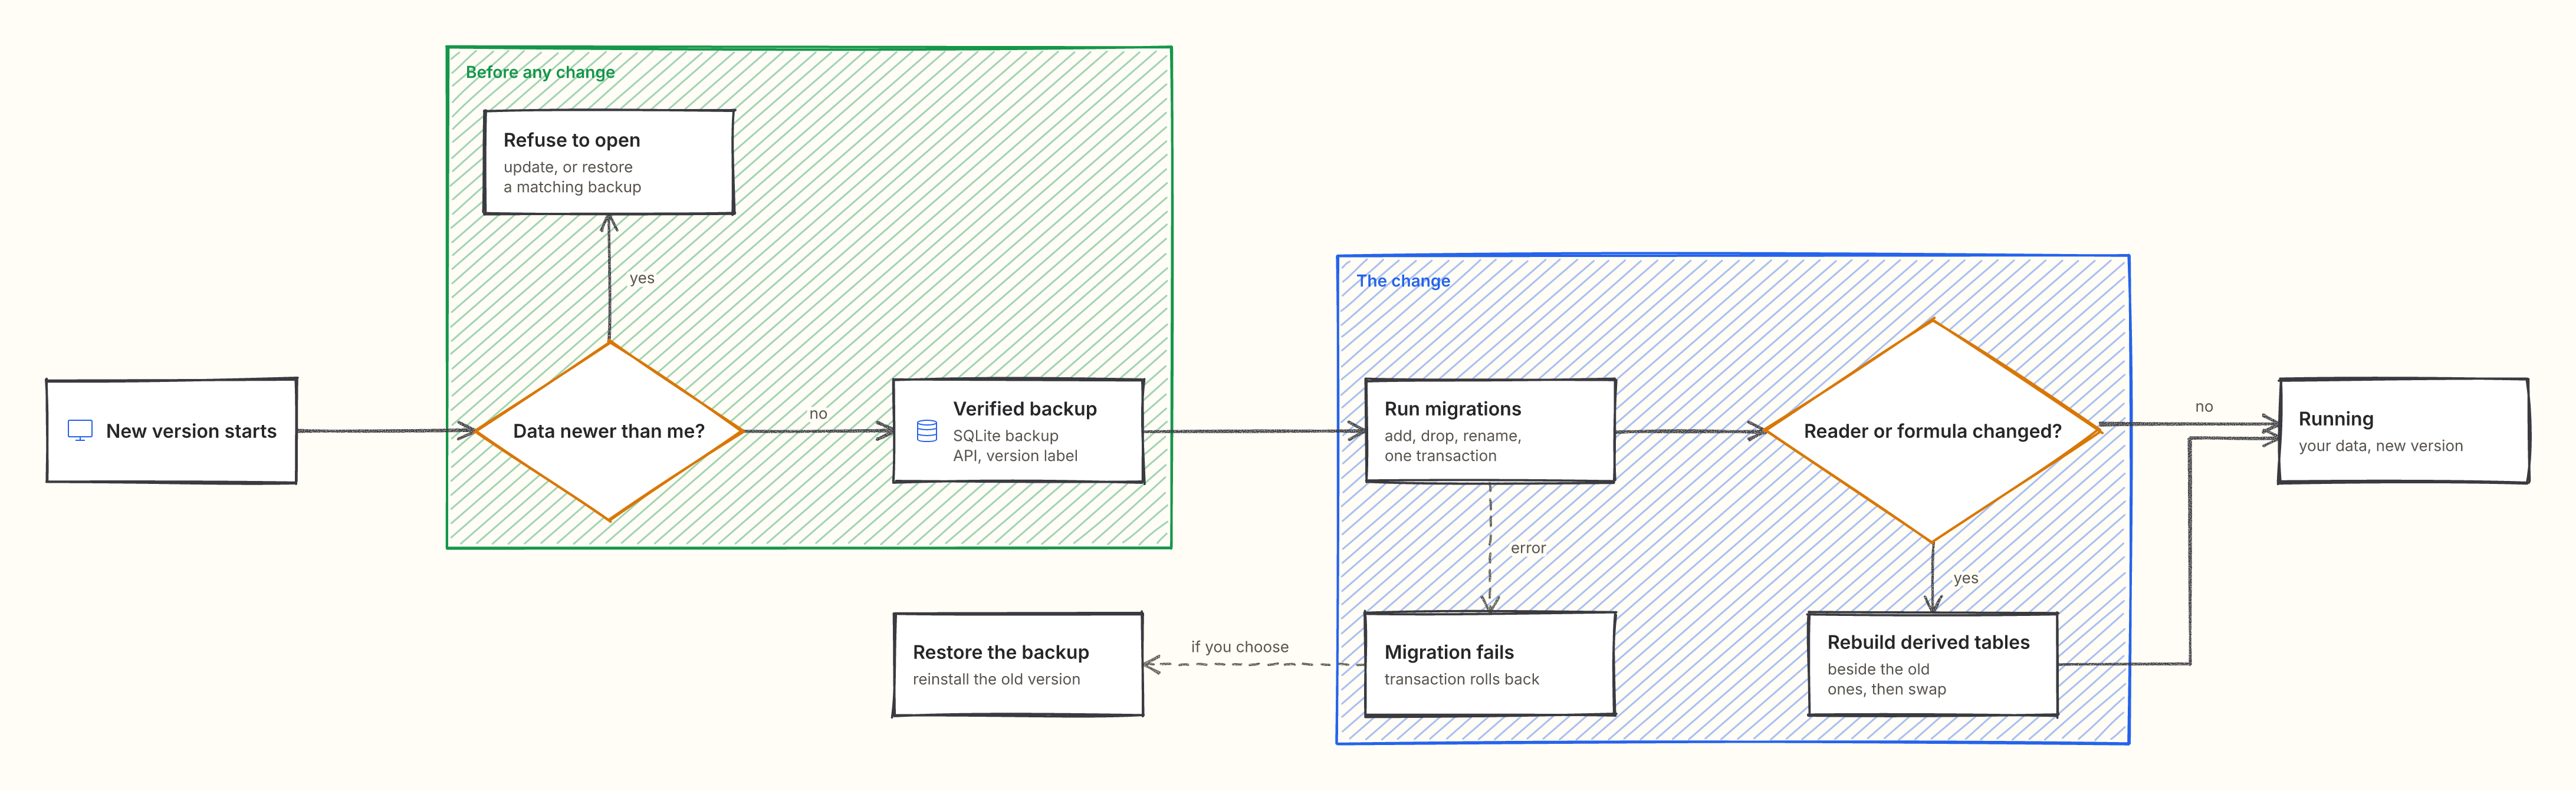 Before any change
Refuse to open
update, or restore
a matching backup
yes
New version starts
Data newer than me?
no
Verified backup
SQLite backup
API, version label
The change
Run migrations
add, drop, rename,
one transaction
Reader or formula changed?
no
Running
your data, new version
error
yes
Restore the backup
reinstall the old version
if you choose
Migration fails
transaction rolls back
Rebuild derived tables
beside the old
ones, then swap